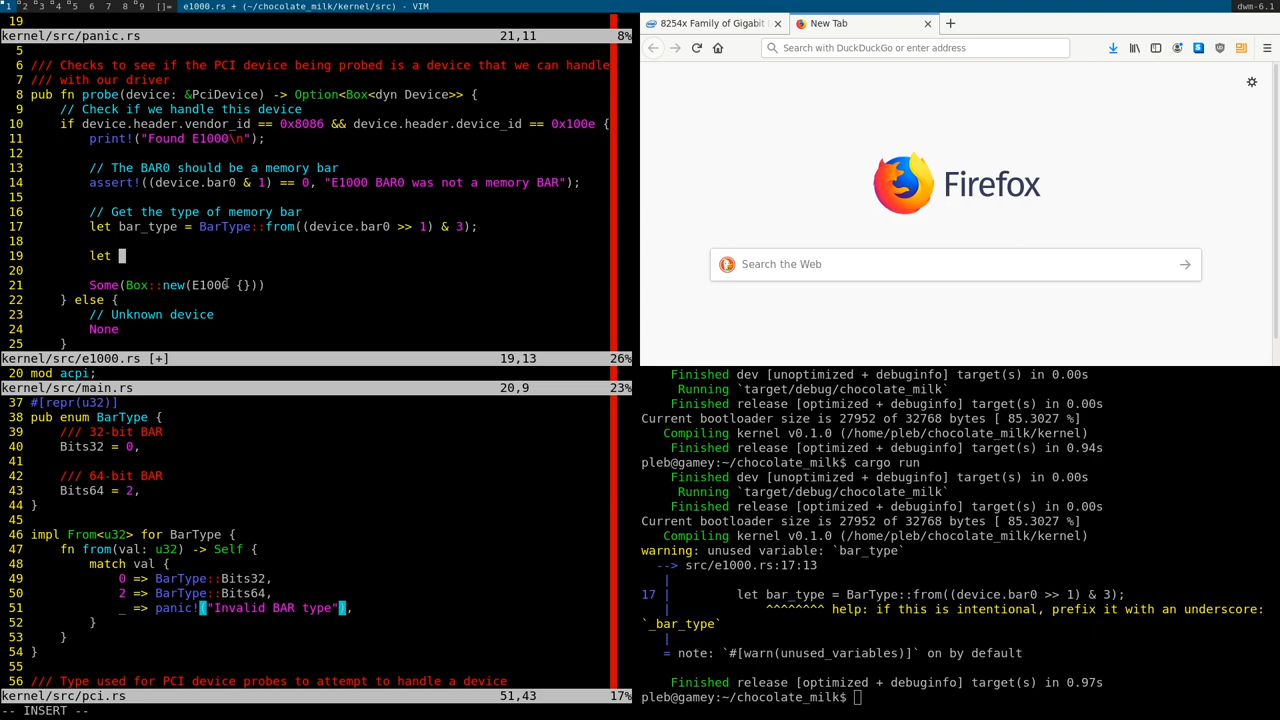 1 2 3 4 5 6 7 8 9 []= e1000.rs + (~/chocolate_milk/kernel/src) - VIM dwm-6.1
19
kernel/src/panic.rs 21,11 8%
5
6 /// Checks to see if the PCI device being probed is a device that we can handle
7 /// with our driver
8 pub fn probe(device: &PciDevice) -> Option<Box<dyn Device>> {
9 // Check if we handle this device
10 if device.header.vendor_id == 0x8086 && device.header.device_id == 0x100e {
11 print!("Found E1000\n");
12
13 // The BAR0 should be a memory bar
14 assert!((device.bar0 & 1) == 0, "E1000 BAR0 was not a memory BAR");
15
16 // Get the type of memory bar
17 let bar_type = BarType::from((device.bar0 >> 1) & 3);
18
19 let
20
21 Some(Box::new(E1000 {}))
22 } else {
23 // Unknown device
24 None
25 }
kernel/src/e1000.rs [+] 19,13 26%
20 mod acpi;
kernel/src/main.rs 20,9 23%
37 #[repr(u32)]
38 pub enum BarType {
39 /// 32-bit BAR
40 Bits32 = 0,
41
42 /// 64-bit BAR
43 Bits64 = 2,
44 }
45
46 impl From<u32> for BarType {
47 fn from(val: u32) -> Self {
48 match val {
49 0 => BarType::Bits32,
50 2 => BarType::Bits64,
51 _ => panic!("Invalid BAR type"),
52 }
53 }
54 }
55
56 /// Type used for PCI device probes to attempt to handle a device
kernel/src/pci.rs 51,43 17%
-- INSERT --
8254x Family of Gigabit New Tab
Search with DuckDuckGo or enter address
Firefox
Search the Web
Finished dev [unoptimized + debuginfo] target(s) in 0.00s
Running `target/debug/chocolate_milk`
Finished release [optimized + debuginfo] target(s) in 0.00s
Current bootloader size is 27952 of 32768 bytes [ 85.3027 %]
Compiling kernel v0.1.0 (/home/pleb/chocolate_milk/kernel)
Finished release [optimized + debuginfo] target(s) in 0.94s
pleb@gamey:~/chocolate_milk$ cargo run
Finished dev [unoptimized + debuginfo] target(s) in 0.00s
Running `target/debug/chocolate_milk`
Finished release [optimized + debuginfo] target(s) in 0.00s
Current bootloader size is 27952 of 32768 bytes [ 85.3027 %]
Compiling kernel v0.1.0 (/home/pleb/chocolate_milk/kernel)
warning: unused variable: `bar_type`
--> src/e1000.rs:17:13
|
17 | let bar_type = BarType::from((device.bar0 >> 1) & 3);
| ^^^^^^^^ help: if this is intentional, prefix it with an underscore:
`_bar_type`
|
= note: `#[warn(unused_variables)]` on by default
Finished release [optimized + debuginfo] target(s) in 0.97s
pleb@gamey:~/chocolate_milk$